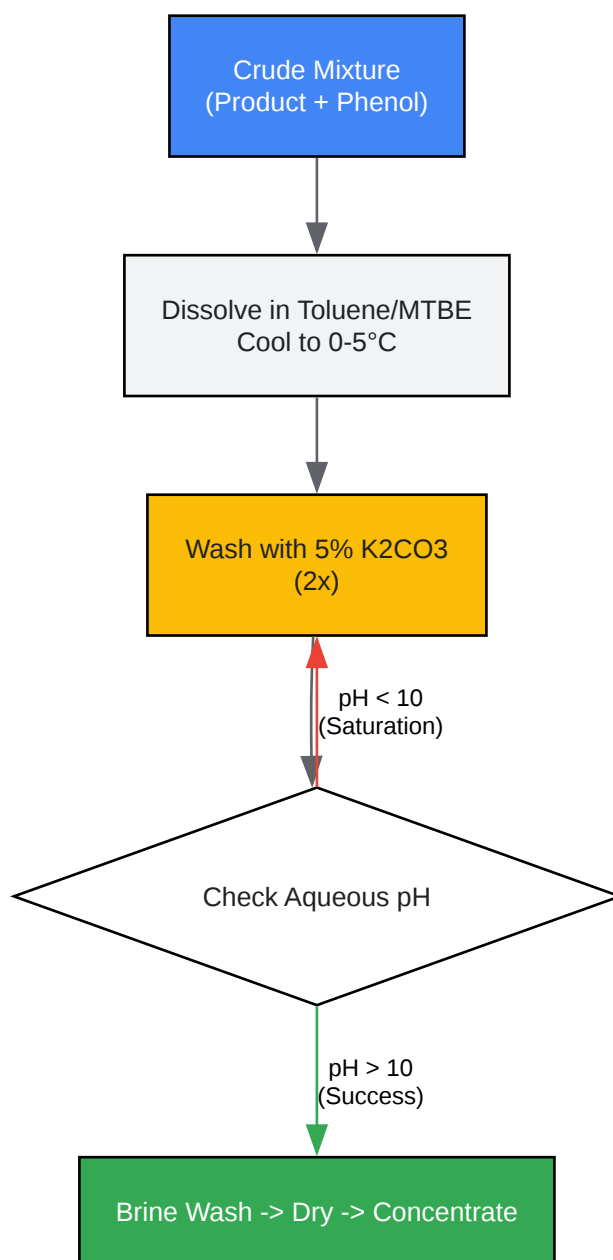 Crude Mixture
(Product + Phenol)
Dissolve in Toluene/MTBE
Cool to 0-5°C
Wash with 5% K2CO3
(2x)
pH < 10
(Saturation)
Check Aqueous pH
pH > 10
(Success)
Brine Wash -> Dry -> Concentrate